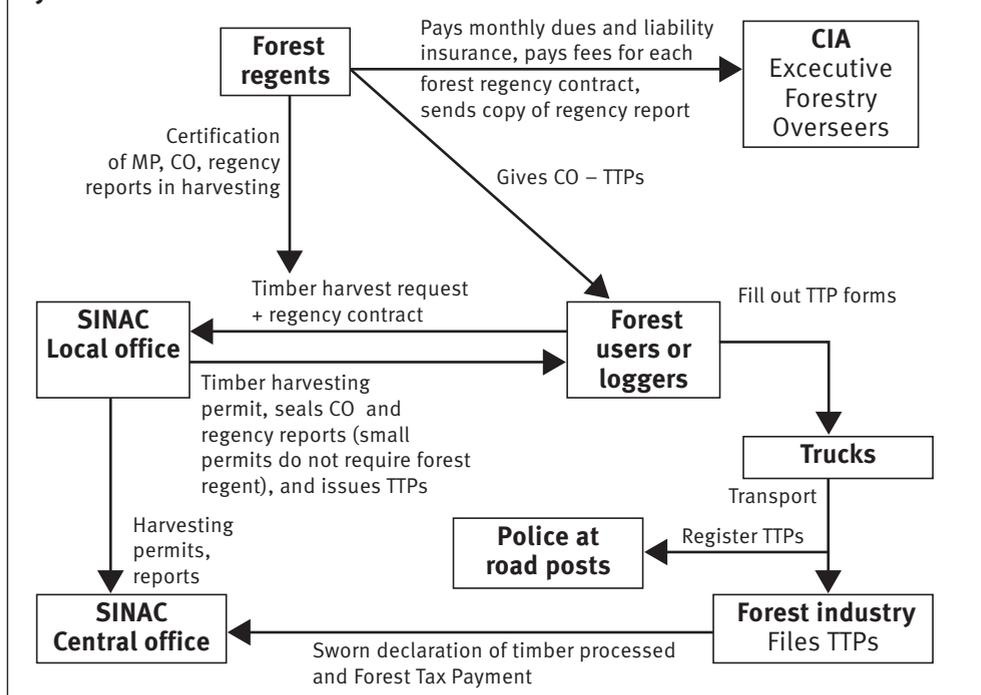 Forest
regents
Pays monthly dues and liability
insurance, pays fees for each
forest regency contract,
sends copy of regency report
CIA
Excecutive
Forestry
Overseers
Certification
of MP, CO, regency
reports in harvesting
Gives CO – TTPs
Timber harvest request
+ regency contract
SINAC
Local office
Forest
users or
loggers
Fill out TTP forms
Timber harvesting
permit, seals CO and
regency reports (small
permits do not require forest
regent), and issues TTPs
Trucks
Transport
Harvesting
permits,
reports
Police at
road posts
Register TTPs
SINAC
Central office
Forest industry
Files TTPs
Sworn declaration of timber processed
and Forest Tax Payment